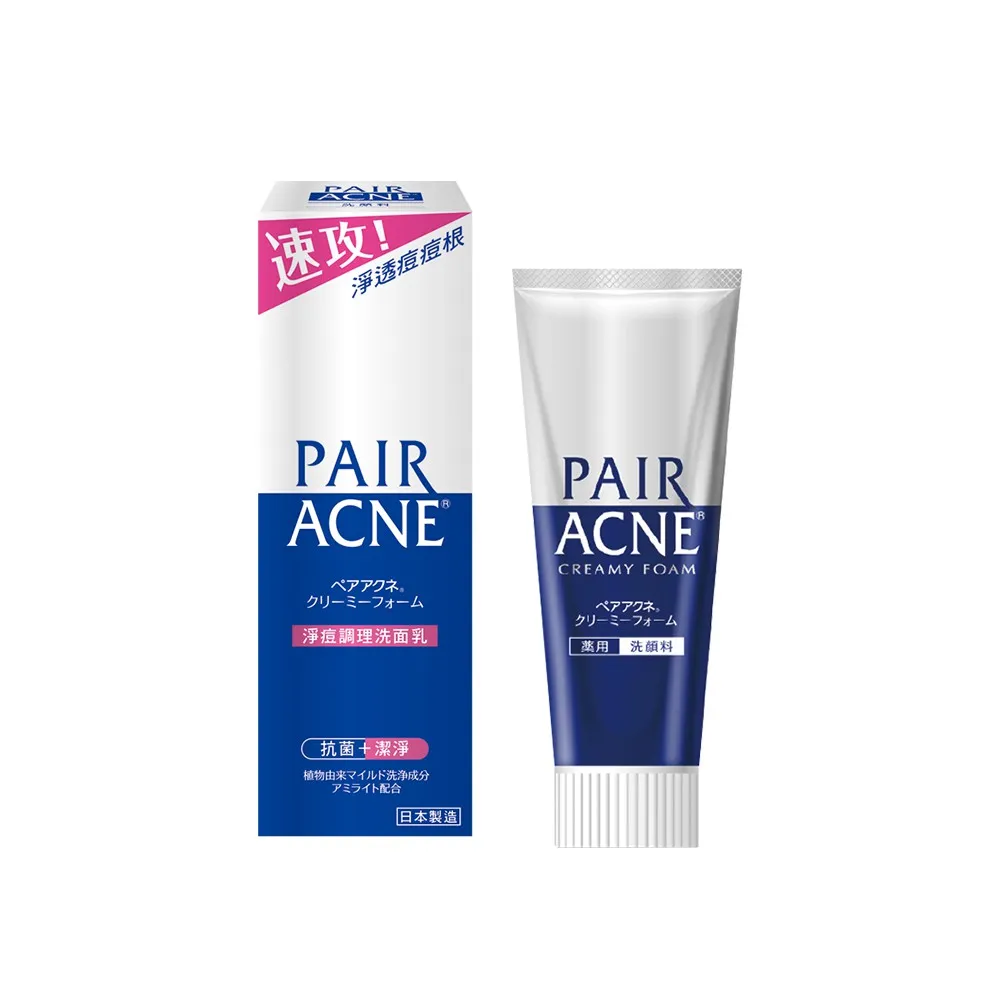 PAIR
ACNE
洗顔料
速攻!
淨透痘痘根
PAIR
ACNE®
ペアアクネ®
クリーミーフォーム
淨痘調理洗面乳
抗菌+潔淨
植物由来マイルド洗浄成分
アミライト配合
日本製造
PAIR
ACNE®
CREAMY FOAM
ペアアクネ®
クリーミーフォーム
薬用 洗顔料